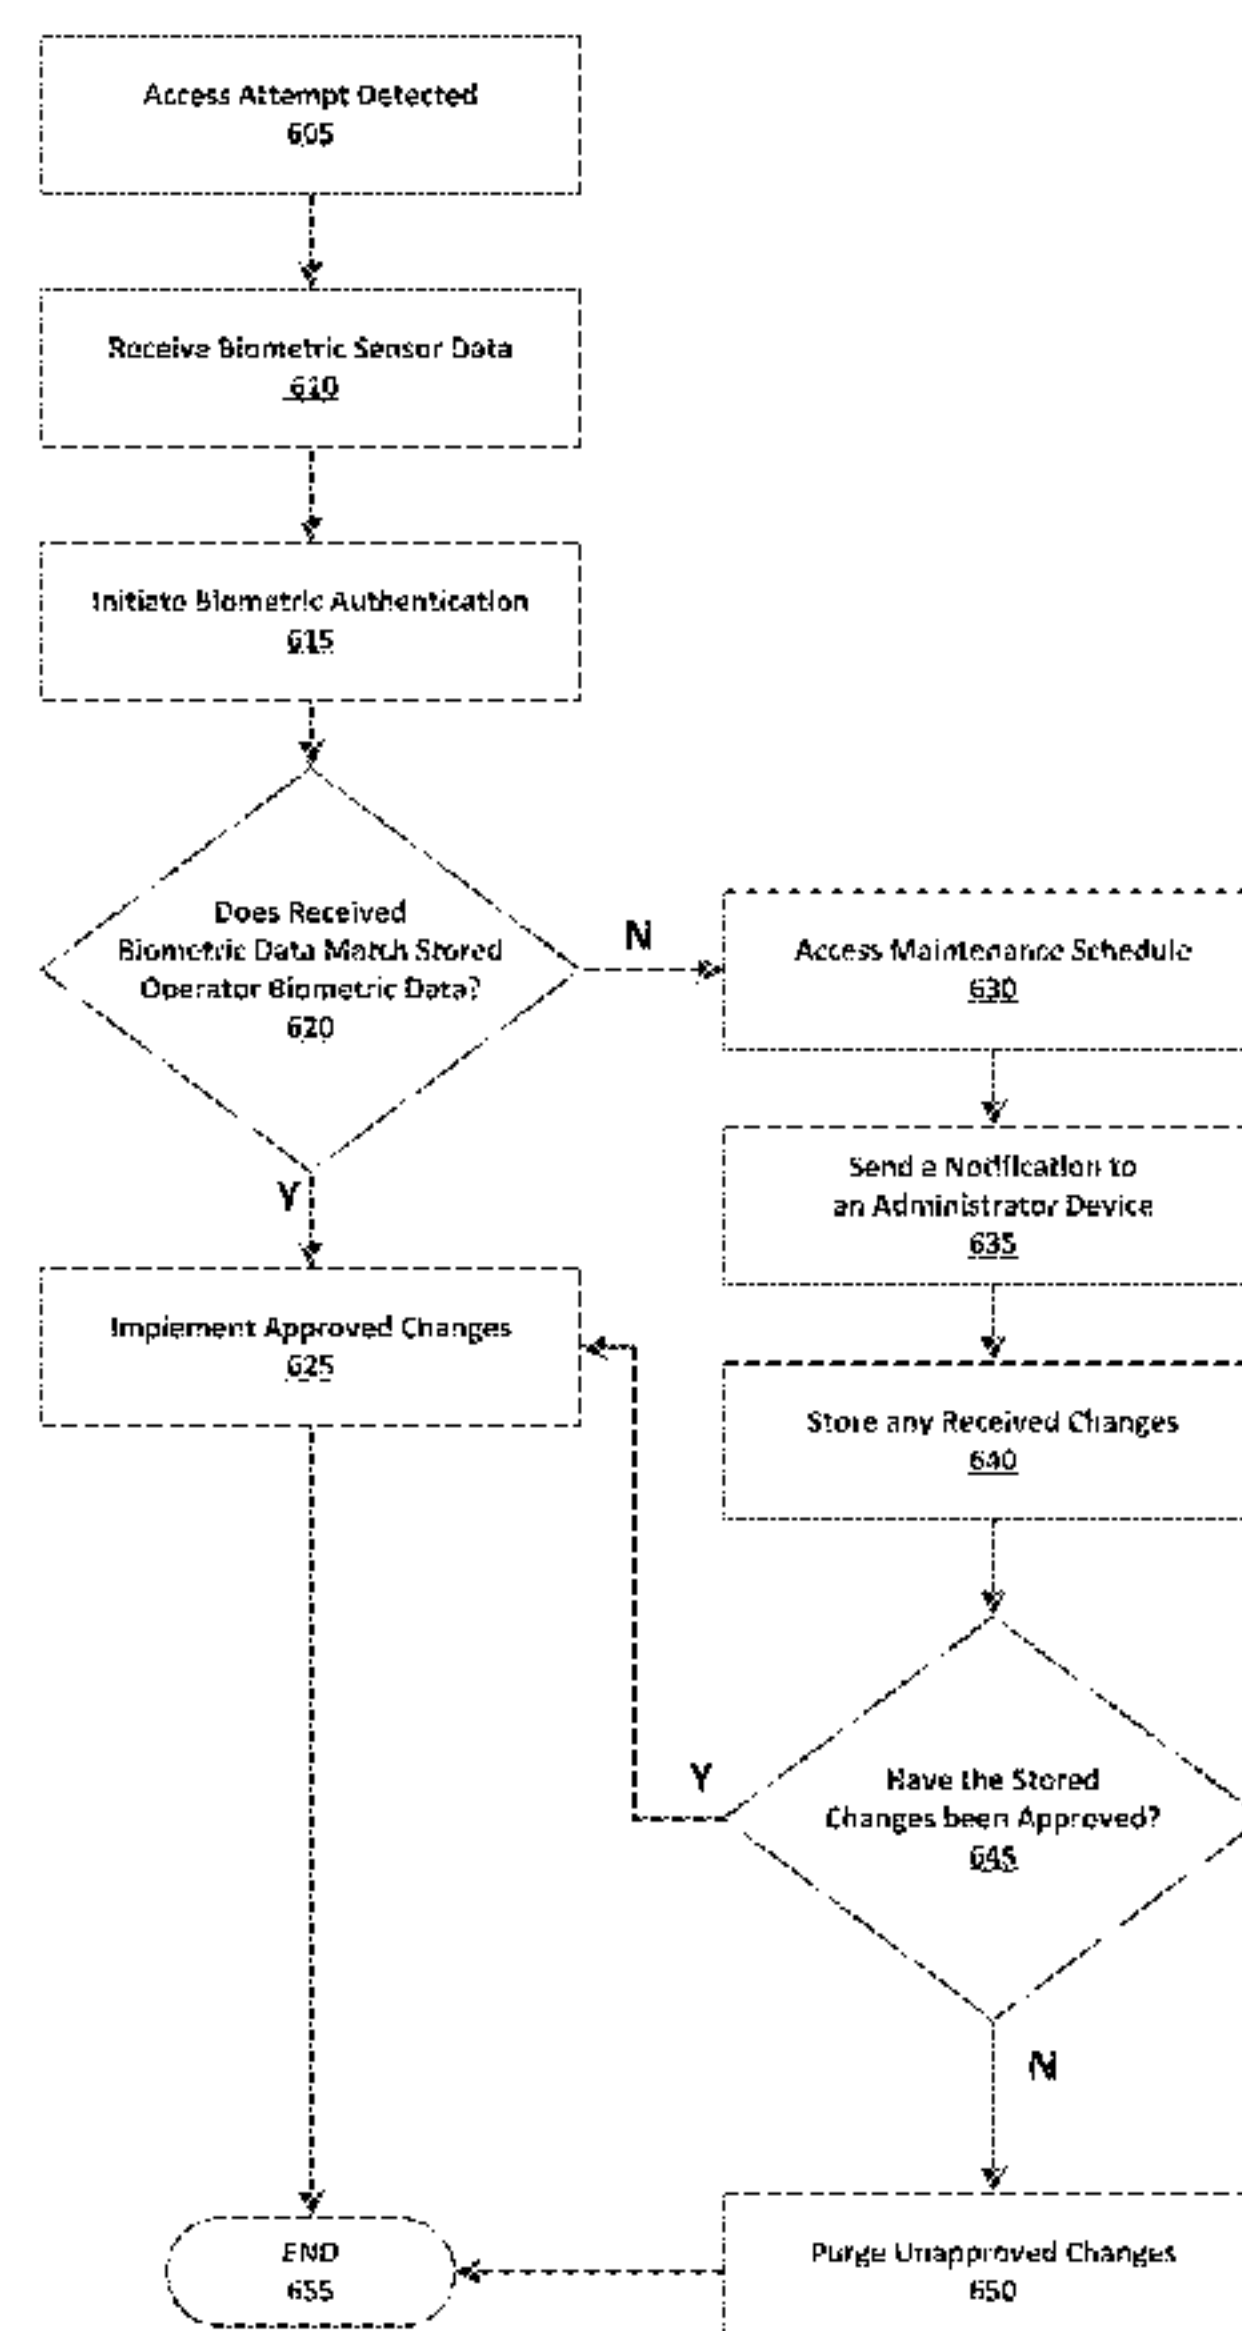 Access Attempt Detected
605
Receive Biometric Sensor Data
610
Initiate Biometric Authentication
615
Does Received
Biometric Data Match Stored
Operator Biometric Data?
620
N
Y
Access Maintenance Schedule
630
Send a Notification to
an Administrator Device
635
Implement Approved Changes
625
Store any Received Changes
640
Y
Have the Stored
Changes been Approved?
645
N
Purge Unapproved Changes
650
END
655